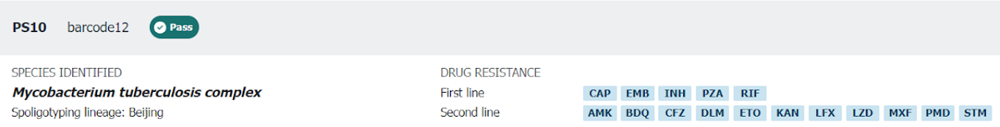 PS10 barcode12 Pass
SPECIES IDENTIFIED
Mycobacterium tuberculosis complex
Spoligotyping lineage: Beijing
DRUG RESISTANCE
First line CAP EMB INH PZA RIF
Second line AMK BDQ CFZ DLM ETO KAN LFX LZD MXF PMD STM